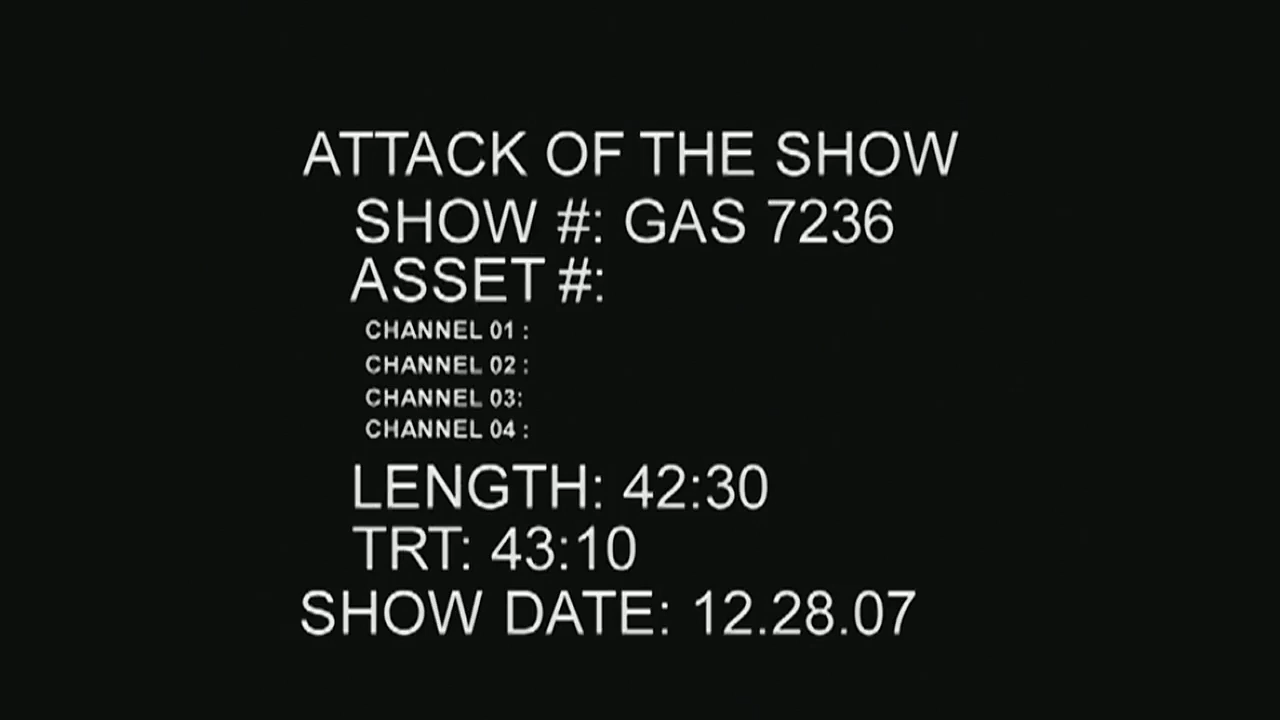 ATTACK OF THE SHOW
SHOW #: GAS 7236
ASSET #:
CHANNEL 01 :
CHANNEL 02 :
CHANNEL 03:
CHANNEL 04 :
LENGTH: 42:30
TRT: 43:10
SHOW DATE: 12.28.07